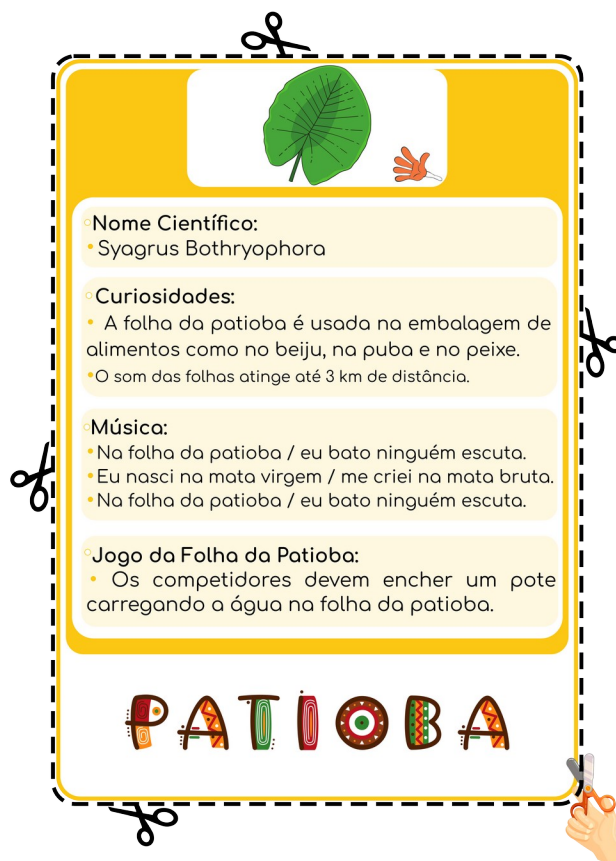 Nome Científico:
• Syagrus Bothryophora
Curiosidades:
• A folha da patioba é usada na embalagem de
alimentos como no beiju, na puba e no peixe.
•O som das folhas atinge até 3 km de distância.
Música:
•Na folha da patioba / eu bato ninguém escuta.
•Eu nasci na mata virgem / me criei na mata bruta.
•Na folha da patioba / eu bato ninguém escuta.
Jogo da Folha da Patioba:
• Os competidores devem encher um pote
carregando a água na folha da patioba.
PATIOBA